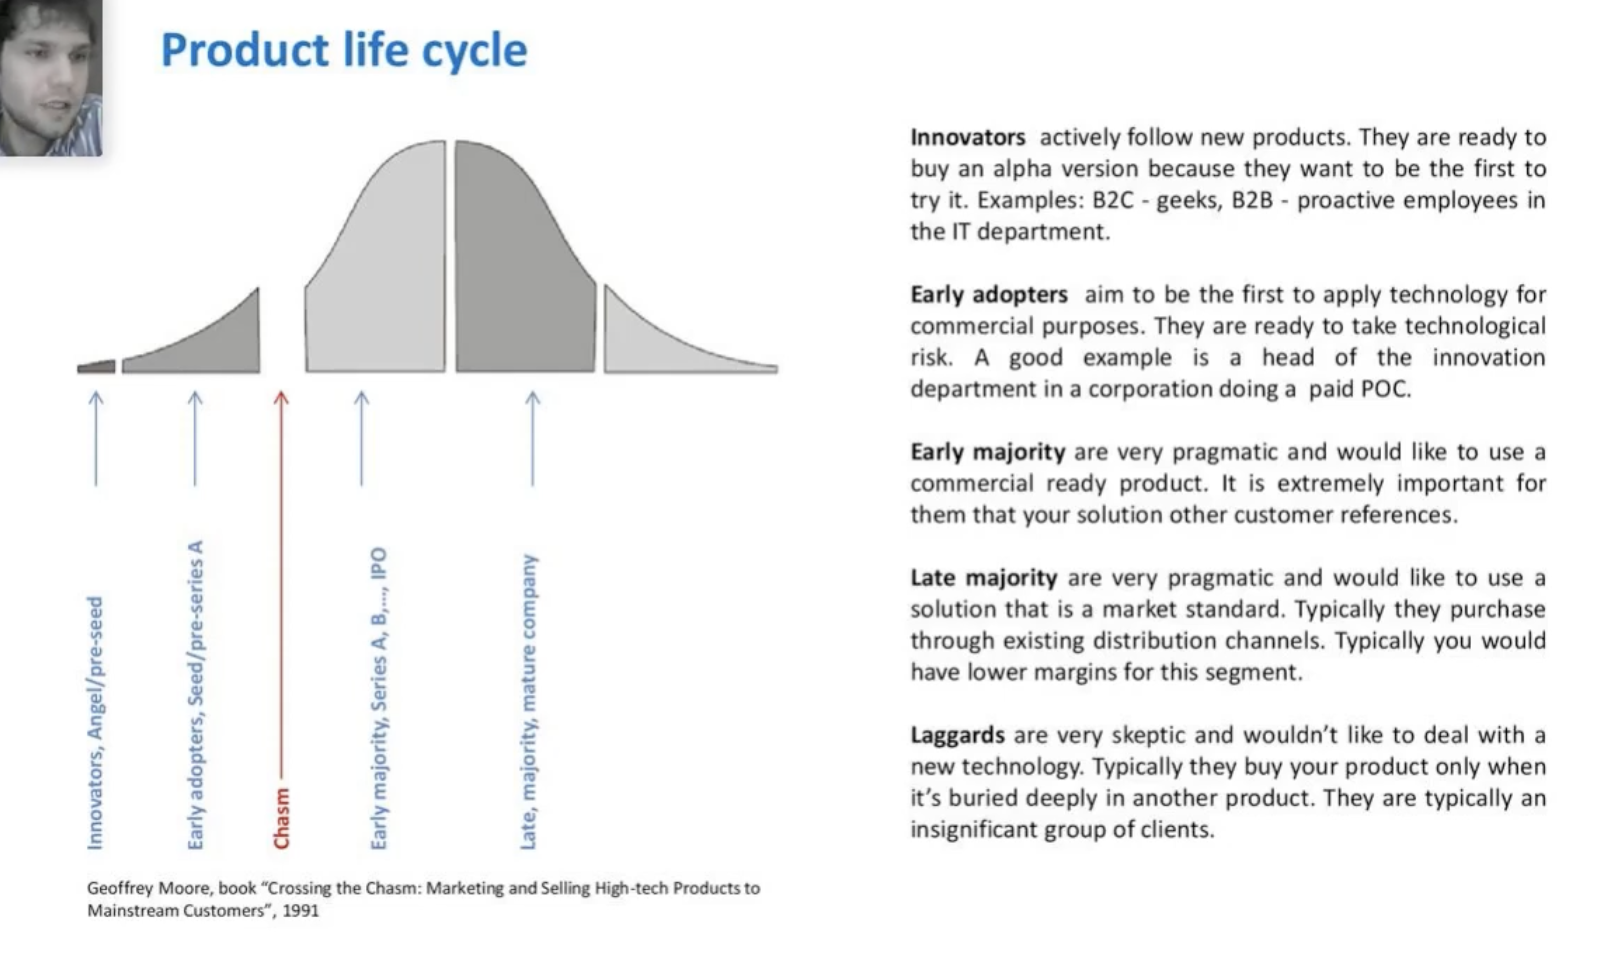 Product life cycle
Innovators actively follow new products. They are ready to
buy an alpha version because they want to be the first to
try it. Examples: B2C - geeks, B2B - proactive employees in
the IT department.
Early adopters aim to be the first to apply technology for
commercial purposes. They are ready to take technological
risk. A good example is a head of the innovation
department in a corporation doing a paid POC.
Early majority are very pragmatic and would like to use a
commercial ready product. It is extremely important for
them that your solution other customer references.
Late majority are very pragmatic and would like to use a
solution that is a market standard. Typically they purchase
through existing distribution channels. Typically you would
have lower margins for this segment.
Laggards are very skeptic and wouldn’t like to deal with a
new technology. Typically they buy your product only when
it’s buried deeply in another product. They are typically an
insignificant group of clients.
Innovators, Angel/pre-seed
Early adopters, Seed/pre-series A
Chasm
Early majority, Series A, B,..., IPO
Late, majority, mature company
Geoffrey Moore, book “Crossing the Chasm: Marketing and Selling High-tech Products to
Mainstream Customers”, 1991